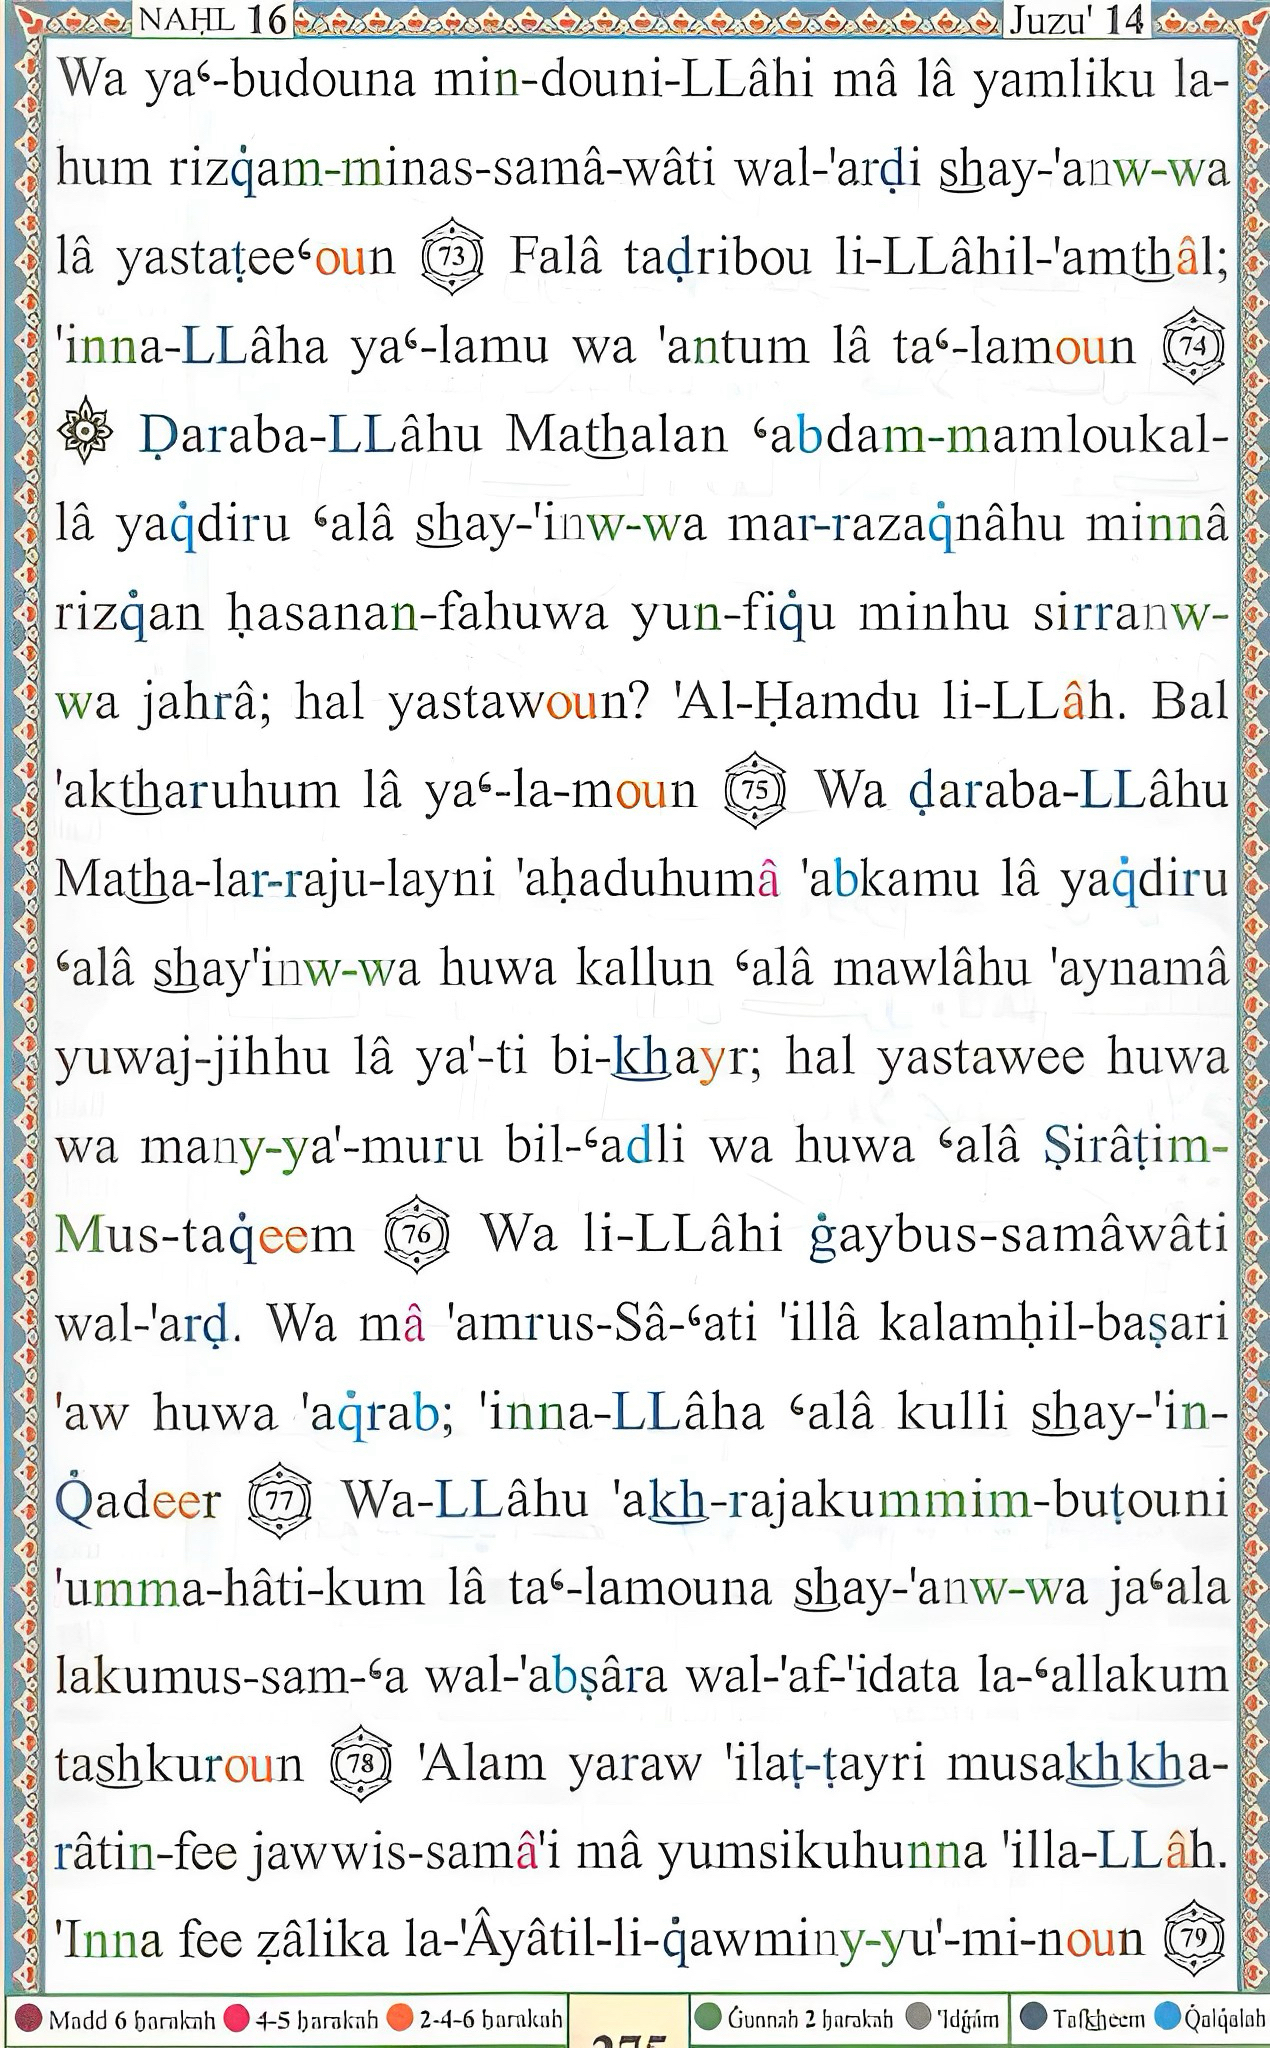 NAḤL 16 Juzu' 14
Wa yaʿ-budouna min-douni-LLâhi mâ lâ yamliku la-
hum rizq̇am-minas-samâ-wâti wal-'arḍi shay-'anw-wa
lâ yastaṭeeʿoun 73 Falâ taḍribou li-LLâhil-'amthâl;
'inna-LLâha yaʿ-lamu wa 'antum lâ taʿ-lamoun 74
۞ Ḍaraba-LLâhu Mathalan ʿabdam-mamloukal-
lâ yaq̇diru ʿalâ shay-'inw-wa mar-razaq̇nâhu minnâ
rizq̇an ḥasanan-fahuwa yun-fiq̇u minhu sirranw-
wa jahrâ; hal yastawoun? 'Al-Ḥamdu li-LLâh. Bal
'aktharuhum lâ yaʿ-la-moun 75 Wa ḍaraba-LLâhu
Matha-lar-raju-layni 'aḥaduhumâ 'abkamu lâ yaq̇diru
ʿalâ shay'inw-wa huwa kallun ʿalâ mawlâhu 'aynamâ
yuwaj-jihhu lâ ya'-ti bi-khayr; hal yastawee huwa
wa many-ya'-muru bil-ʿadli wa huwa ʿalâ Ṣirâṭim-
Mus-taq̇eem 76 Wa li-LLâhi ġaybus-samâwâti
wal-'arḍ. Wa mâ 'amrus-Sâ-ʿati 'illâ kalamḥil-baṣari
'aw huwa 'aq̇rab; 'inna-LLâha ʿalâ kulli shay-'in-
Q̇adeer 77 Wa-LLâhu 'akh-rajakummim-buṭouni
'umma-hâti-kum lâ taʿ-lamouna shay-'anw-wa jaʿala
lakumus-sam-ʿa wal-'abṣâra wal-'af-'idata la-ʿallakum
tashkuroun 78 'Alam yaraw 'ilaṭ-ṭayri musakhkha-
râtin-fee jawwis-samâ'i mâ yumsikuhunna 'illa-LLâh.
'Inna fee ẓâlika la-'Âyâtil-li-q̇awminy-yu'-mi-noun 79
Madd 6 ḥarakah 4-5 ḥarakah 2-4-6 ḥarakah 275 Ġunnah 2 ḥarakah 'Idġâm Tafkheem Q̇alq̇alah